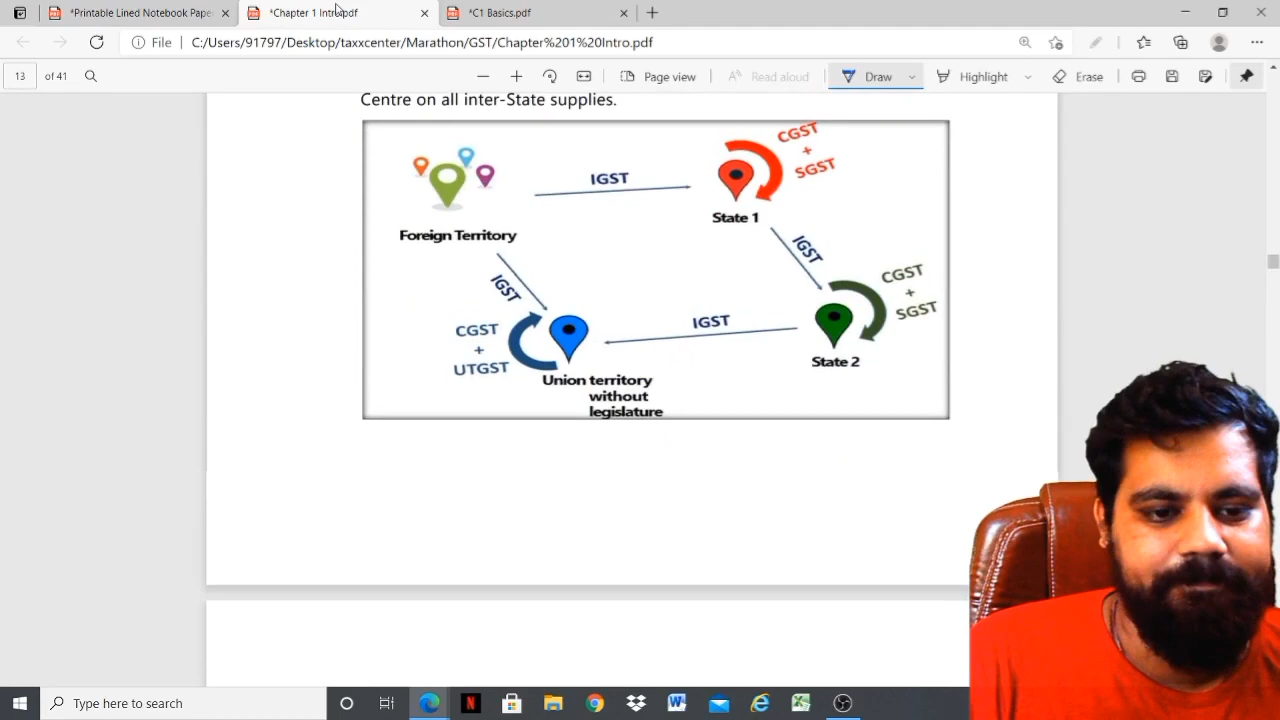 *Printable Lined Notebook Pape
*Chapter 1 Intro.pdf
*C1 Basics.pdf
File
C:/Users/91797/Desktop/taxxcenter/Marathon/GST/Chapter%201%20Intro.pdf
13 of 41
Page view
Read aloud
Draw
Highlight
Erase
Centre on all inter-State supplies.
CGST
+
SGST
IGST
State 1
Foreign Territory
IGST
IGST
CGST
+
SGST
CGST
+
UTGST
IGST
State 2
Union territory
without
legislature
Type here to search